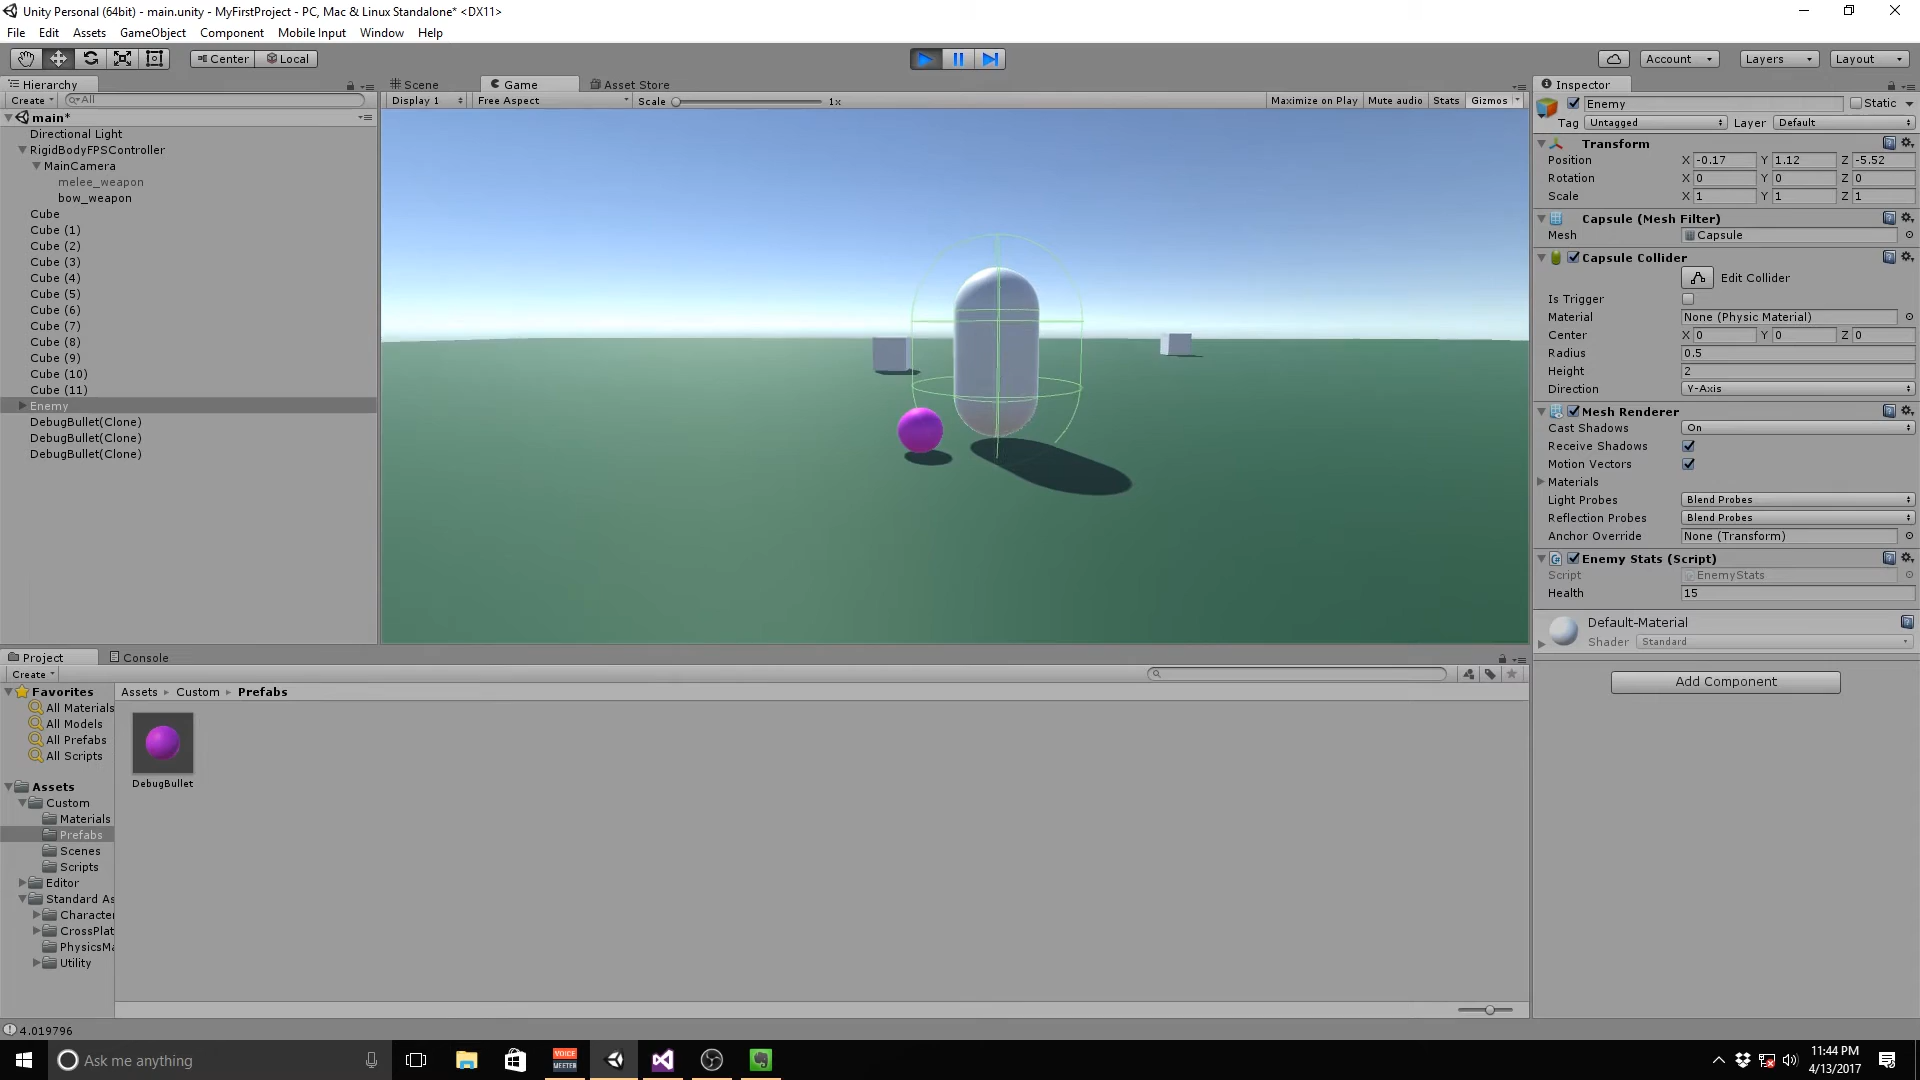 Unity Personal (64bit) - main.unity - MyFirstProject - PC, Mac & Linux Standalone* <DX11>
File Edit Assets GameObject Component Mobile Input Window Help
Center Local Account Layers Layout
Hierarchy
Create All
main*
Directional Light
RigidBodyFPSController
MainCamera
melee_weapon
bow_weapon
Cube
Cube (1)
Cube (2)
Cube (3)
Cube (4)
Cube (5)
Cube (6)
Cube (7)
Cube (8)
Cube (9)
Cube (10)
Cube (11)
Enemy
DebugBullet(Clone)
DebugBullet(Clone)
DebugBullet(Clone)
Scene Game Asset Store
Display 1 Free Aspect Scale 1x Maximize on Play Mute audio Stats Gizmos
Inspector
Enemy Static
Tag Untagged Layer Default
Transform
Position X -0.17 Y 1.12 Z -5.52
Rotation X 0 Y 0 Z 0
Scale X 1 Y 1 Z 1
Capsule (Mesh Filter)
Mesh Capsule
Capsule Collider
Edit Collider
Is Trigger
Material None (Physic Material)
Center X 0 Y 0 Z 0
Radius 0.5
Height 2
Direction Y-Axis
Mesh Renderer
Cast Shadows On
Receive Shadows
Motion Vectors
Materials
Light Probes Blend Probes
Reflection Probes Blend Probes
Anchor Override None (Transform)
Enemy Stats (Script)
Script EnemyStats
Health 15
Default-Material
Shader Standard
Add Component
Project Console
Create
Favorites
All Materials
All Models
All Prefabs
All Scripts
Assets
Custom
Materials
Prefabs
Scenes
Scripts
Editor
Standard As
Character
CrossPlat
PhysicsMa
Utility
Assets Custom Prefabs
DebugBullet
4.019796
Ask me anything
VOICE
MEETER
11:44 PM
4/13/2017